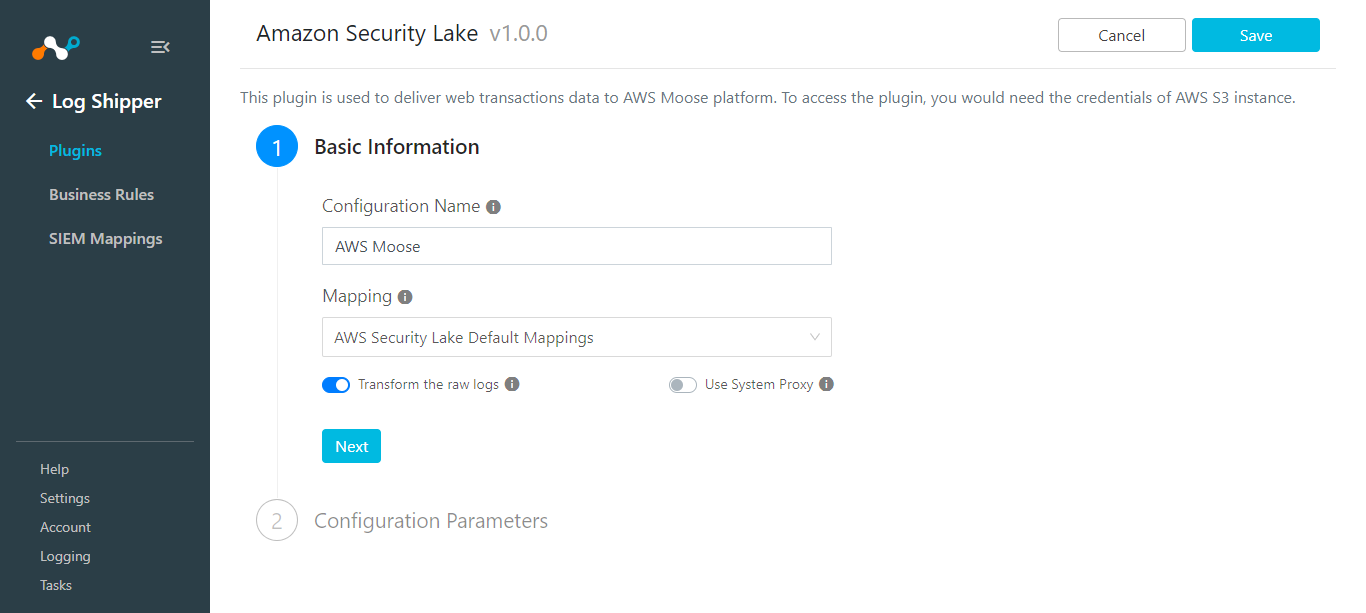 Log Shipper
Plugins
Business Rules
SIEM Mappings
Help
Settings
Account
Logging
Tasks
Amazon Security Lake v1.0.0
Cancel
Save
This plugin is used to deliver web transactions data to AWS Moose platform. To access the plugin, you would need the credentials of AWS S3 instance.
1
Basic Information
Configuration Name
AWS Moose
Mapping
AWS Security Lake Default Mappings
Transform the raw logs
Use System Proxy
Next
2
Configuration Parameters